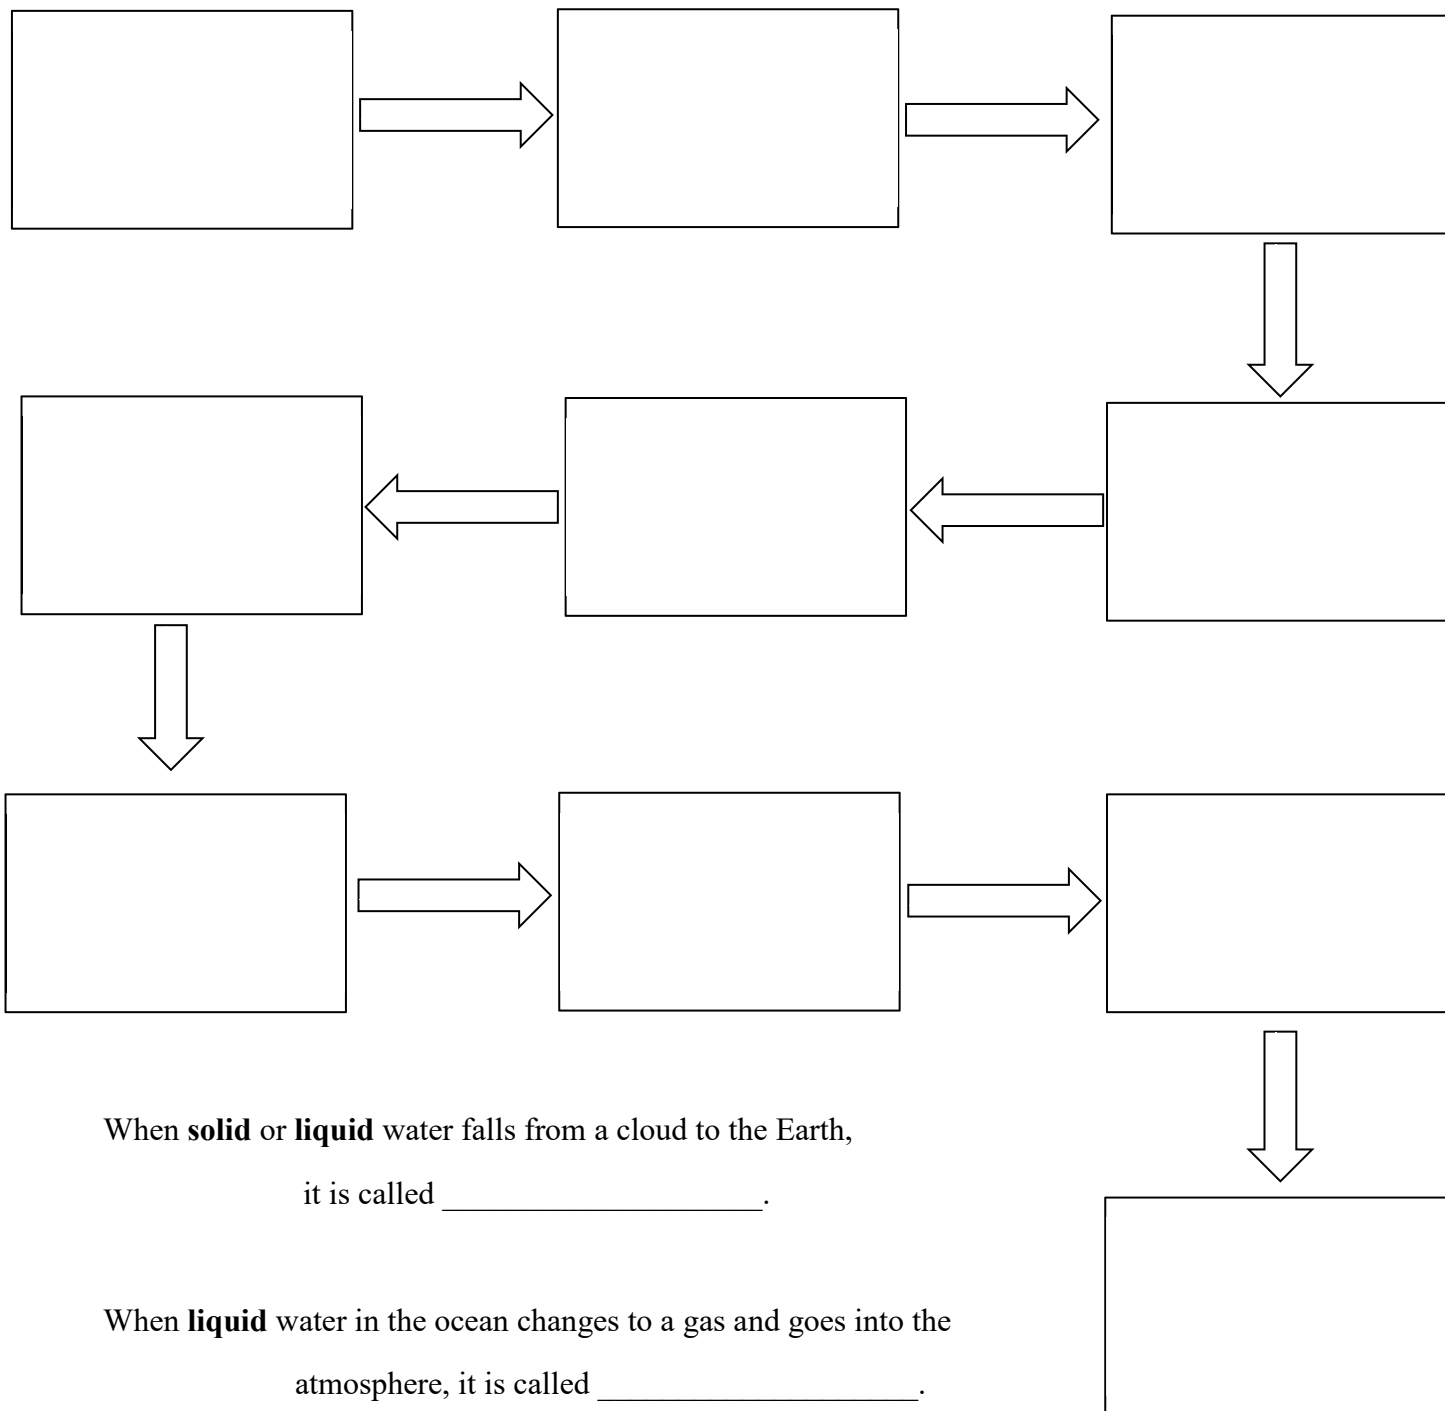 When solid or liquid water falls from a cloud to the Earth,
it is called ____________________.
When liquid water in the ocean changes to a gas and goes into the
atmosphere, it is called ____________________.